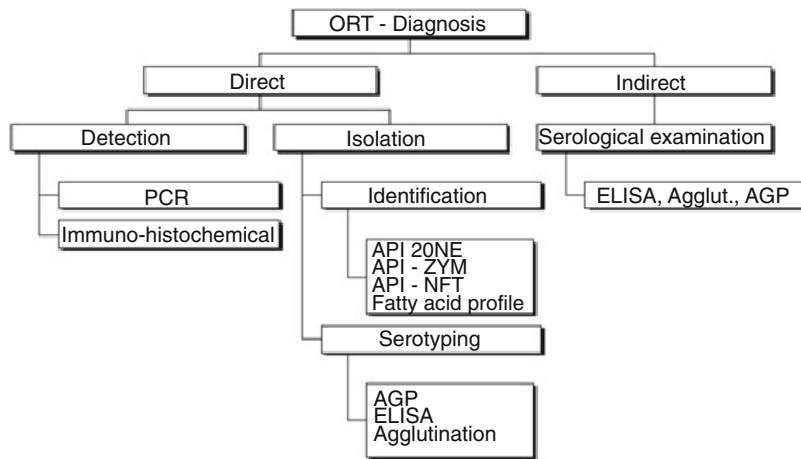 ORT - Diagnosis
Direct
Indirect
Detection
Isolation
Serological examination
PCR
Immuno-histochemical
Identification
ELISA, Agglut., AGP
API 20NE
API - ZYM
API - NFT
Fatty acid profile
Serotyping
AGP
ELISA
Agglutination